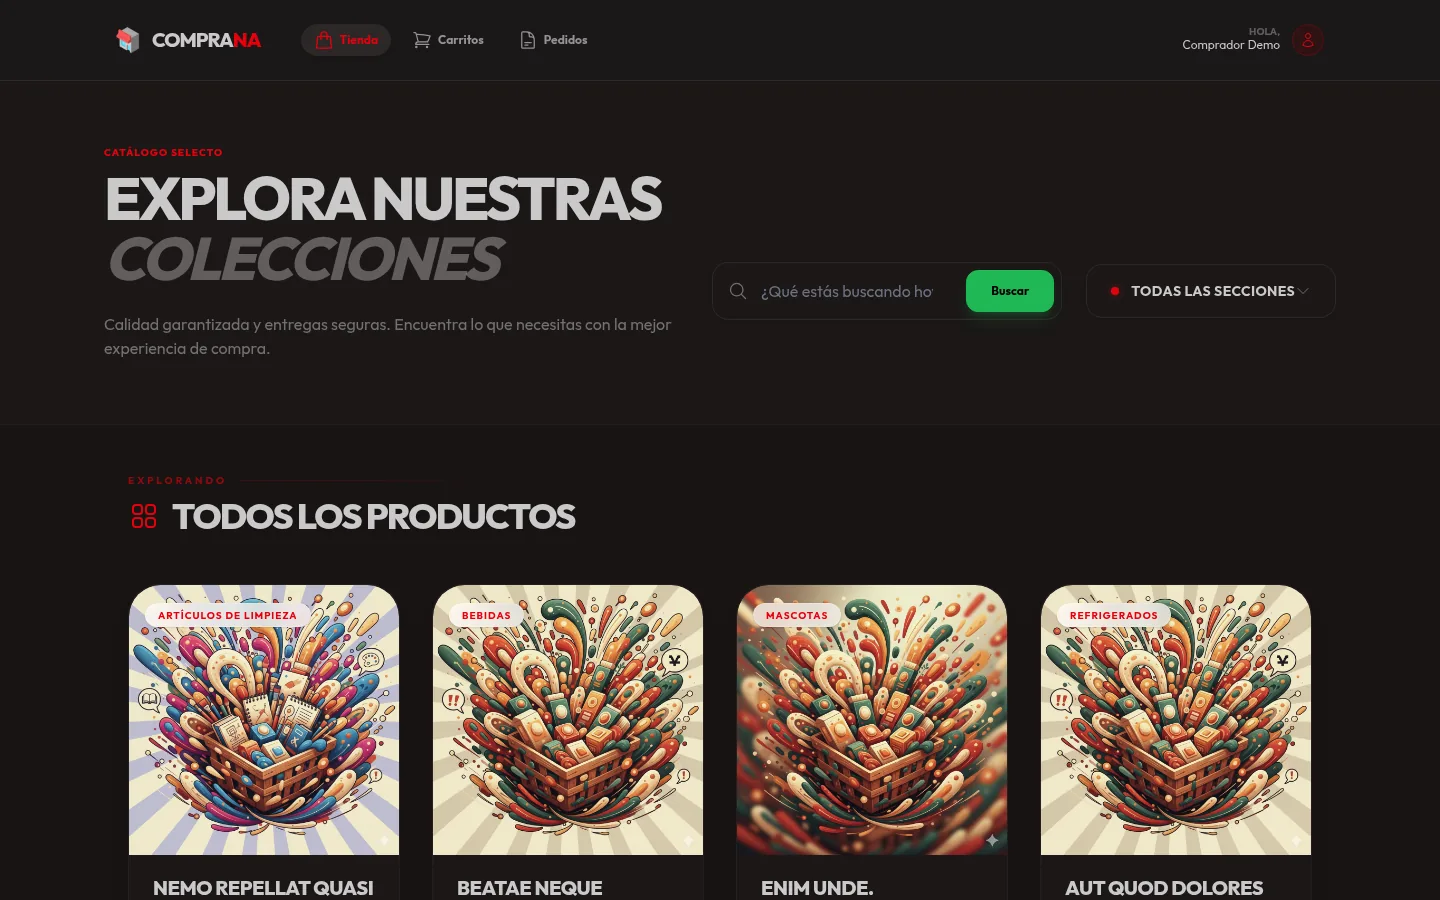 COMPRANA
Tienda
Carritos
Pedidos
HOLA,
Comprador Demo
CATÁLOGO SELECTO
EXPLORA NUESTRAS
COLECCIONES
Calidad garantizada y entregas seguras. Encuentra lo que necesitas con la mejor
experiencia de compra.
¿Qué estás buscando ho
Buscar
TODAS LAS SECCIONES
EXPLORANDO
TODOS LOS PRODUCTOS
ARTÍCULOS DE LIMPIEZA
BEBIDAS
MASCOTAS
REFRIGERADOS
¥
¥
!!
!!
!
!
!
NEMO REPELLAT QUASI
BEATAE NEQUE
ENIM UNDE.
AUT QUOD DOLORES